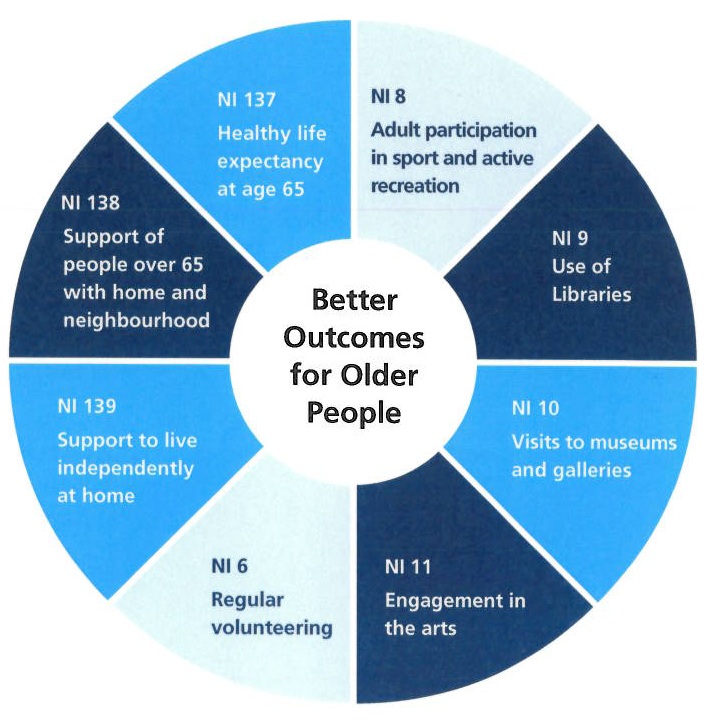 NI 137
Healthy life
expectancy
at age 65
NI 8
Adult participation
in sport and active
recreation
NI 138
Support of
people over 65
with home and
neighbourhood
NI 9
Use of
Libraries
Better
Outcomes
for Older
People
NI 139
Support to live
independently
at home
NI 10
Visits to museums
and galleries
NI 6
Regular
volunteering
NI 11
Engagement in
the arts